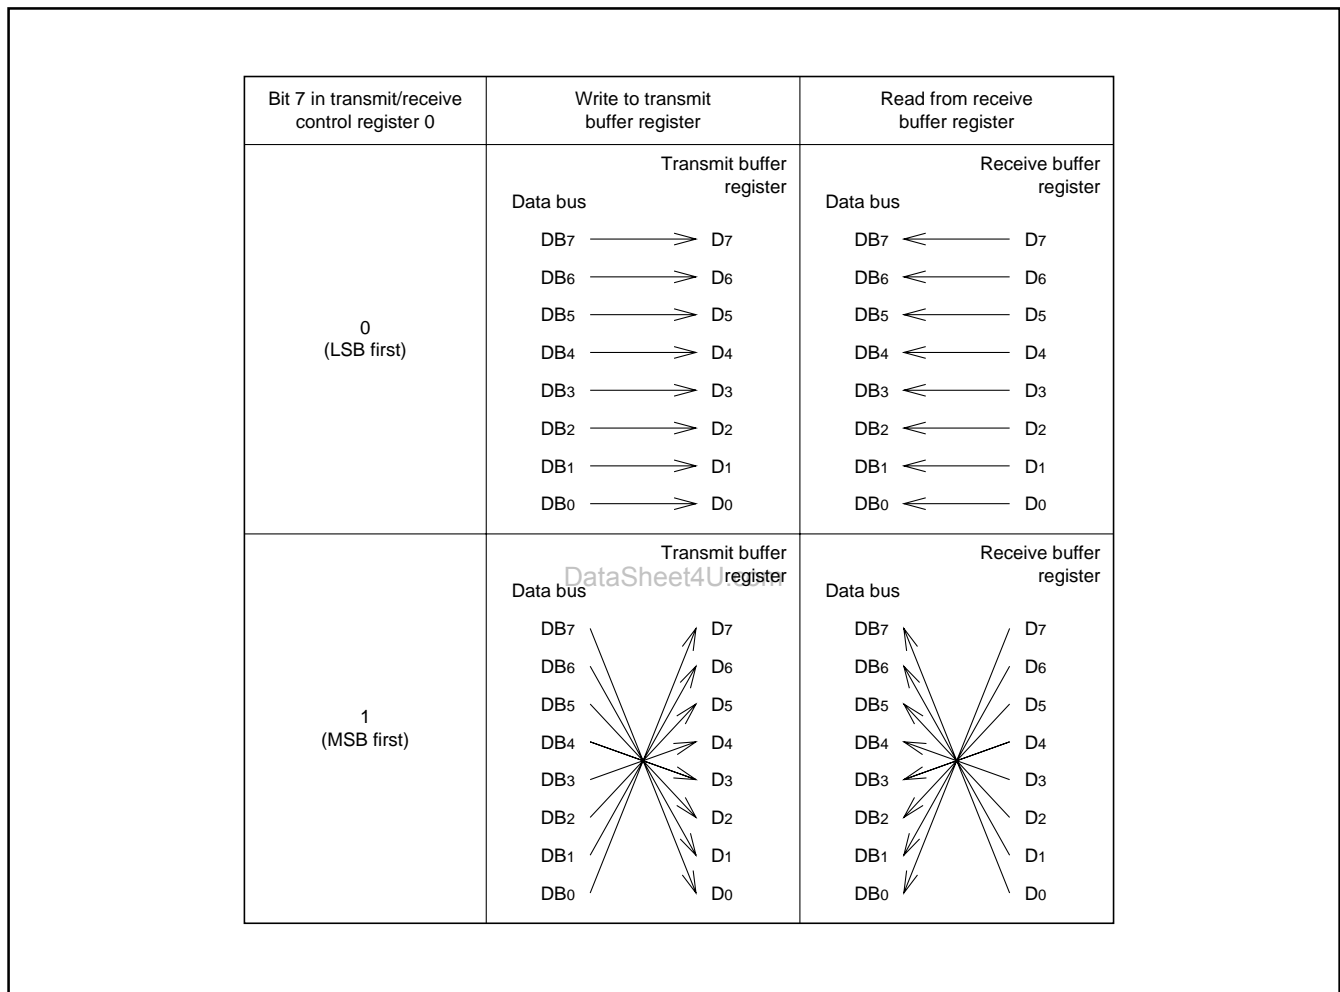 Bit 7 in transmit/receive
control register 0
Write to transmit
buffer register
Read from receive
buffer register
0
(LSB first)
Transmit buffer
register
Data bus
DB7 D7
DB6 D6
DB5 D5
DB4 D4
DB3 D3
DB2 D2
DB1 D1
DB0 D0
Receive buffer
register
Data bus
DB7 D7
DB6 D6
DB5 D5
DB4 D4
DB3 D3
DB2 D2
DB1 D1
DB0 D0
1
(MSB first)
Transmit buffer
register
DataSheet4U.com
Data bus
DB7 D7
DB6 D6
DB5 D5
DB4 D4
DB3 D3
DB2 D2
DB1 D1
DB0 D0
Receive buffer
register
Data bus
DB7 D7
DB6 D6
DB5 D5
DB4 D4
DB3 D3
DB2 D2
DB1 D1
DB0 D0